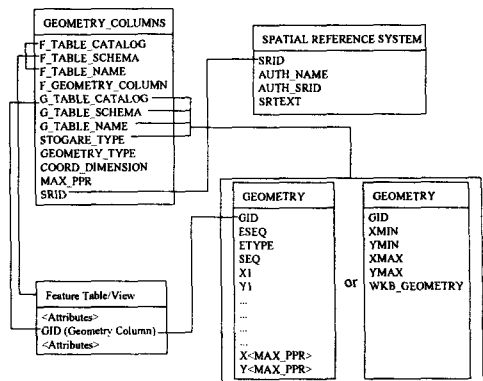 GEOMETRY_COLUMNS
F_TABLE_CATALOG
F_TABLE_SCHEMA
F_TABLE_NAME
F_GEOMETRY_COLUMN
G_TABLE_CATALOG
G_TABLE_SCHEMA
G_TABLE_NAME
STOGARE_TYPE
GEOMETRY_TYPE
COORD_DIMENSION
MAX_PPR
SRID
SPATIAL REFERENCE SYSTEM
SRID
AUTH_NAME
AUTH_SRID
SRTEXT
Feature Table/View
<Attributes>
GID (Geometry Column)
<Attributes>
GEOMETRY
GID
ESEQ
ETYPE
SEQ
X1
Y1
...
...
...
X<MAX_PPR>
Y<MAX_PPR>
or
GEOMETRY
GID
XMIN
YMIN
XMAX
YMAX
WKB_GEOMETRY